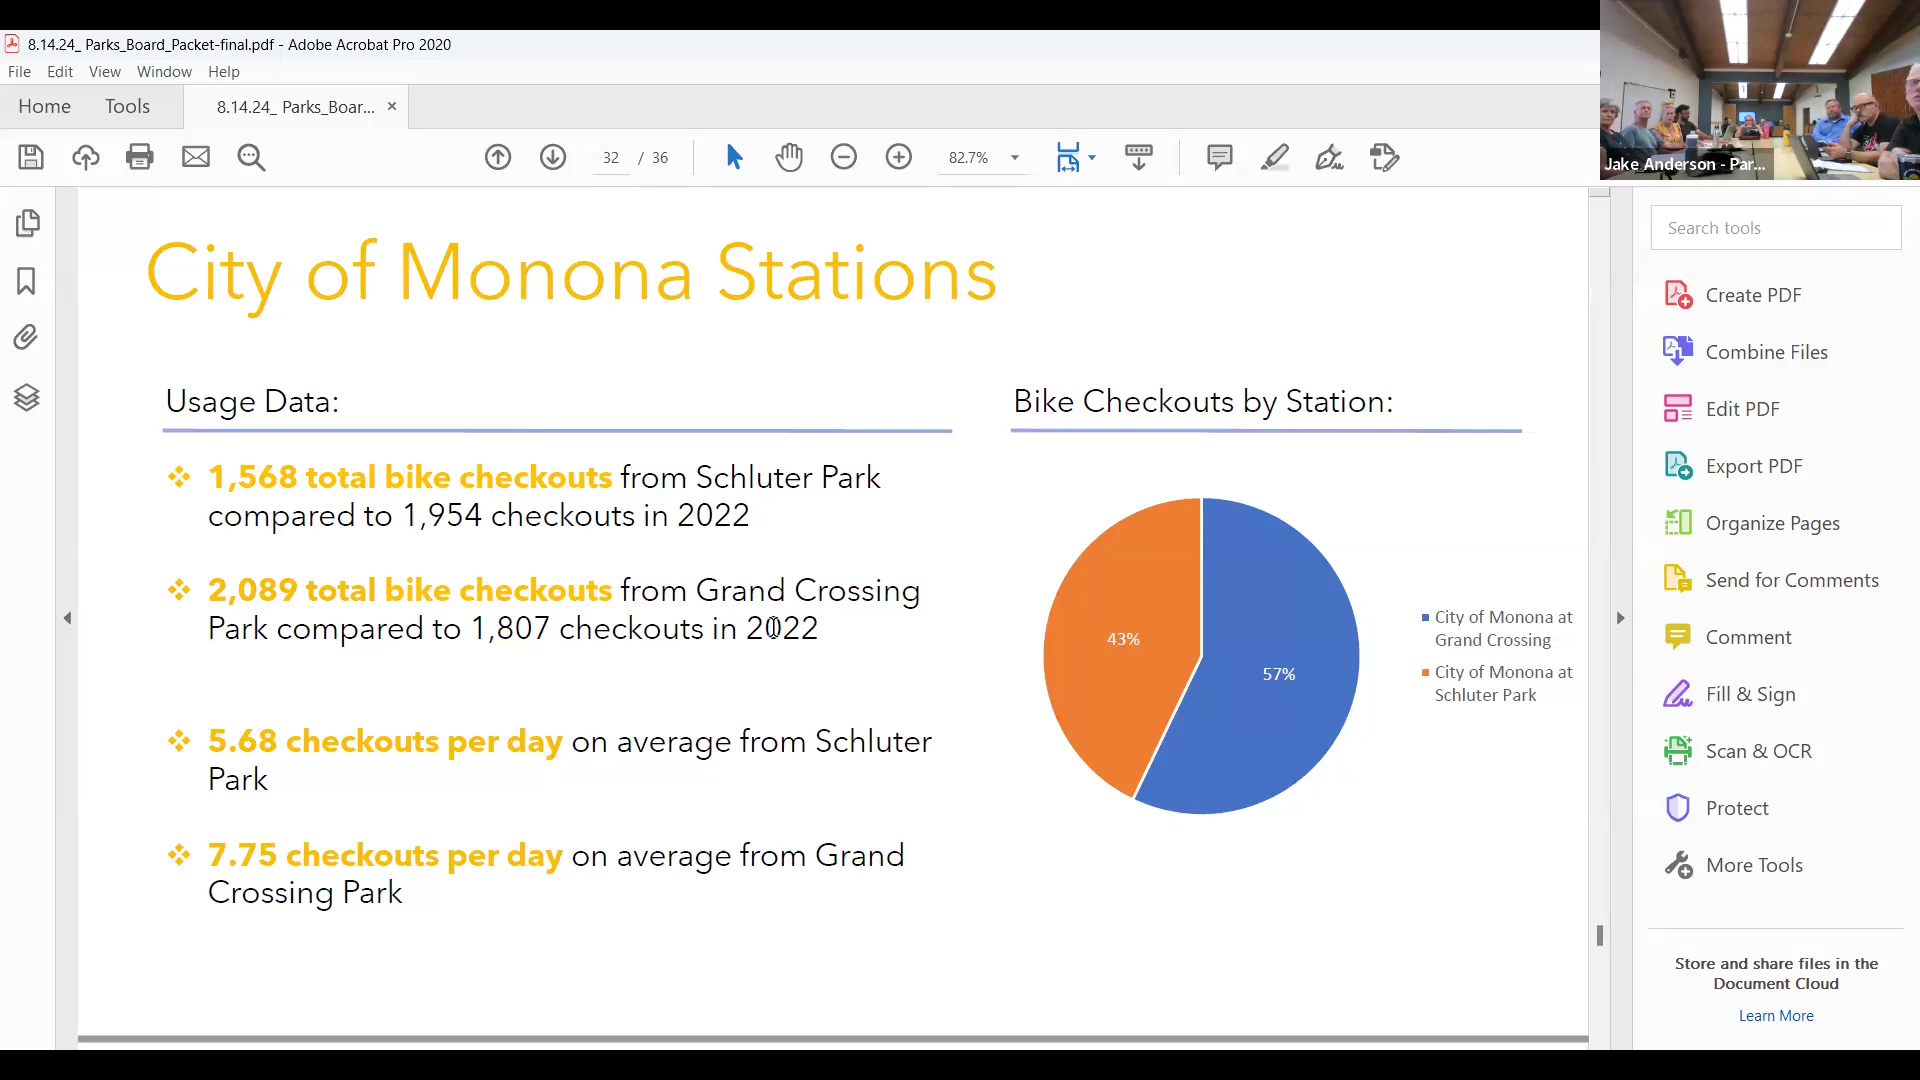 8.14.24_ Parks_Board_Packet-final.pdf - Adobe Acrobat Pro 2020
File Edit View Window Help
Home Tools 8.14.24_ Parks_Boar... ×
32 / 36 82.7%
Jake Anderson - Par...
City of Monona Stations
Usage Data:
1,568 total bike checkouts from Schluter Park
compared to 1,954 checkouts in 2022
2,089 total bike checkouts from Grand Crossing
Park compared to 1,807 checkouts in 2022
5.68 checkouts per day on average from Schluter
Park
7.75 checkouts per day on average from Grand
Crossing Park
Bike Checkouts by Station:
43%
57%
City of Monona at
Grand Crossing
City of Monona at
Schluter Park
Search tools
Create PDF
Combine Files
Edit PDF
Export PDF
Organize Pages
Send for Comments
Comment
Fill & Sign
Scan & OCR
Protect
More Tools
Store and share files in the
Document Cloud
Learn More